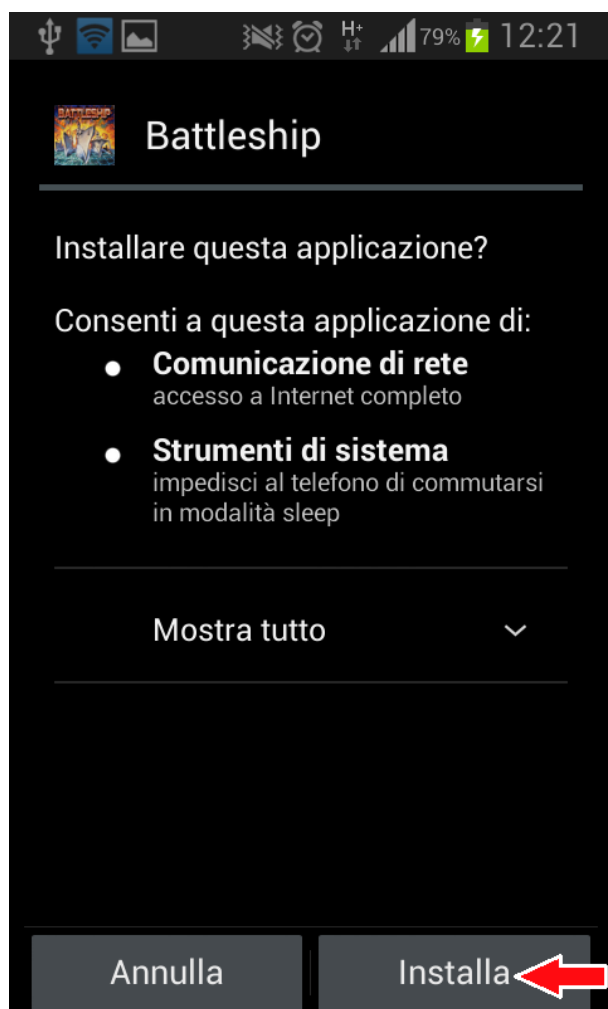 H+ 79% 12:21
BATTLESHIP
Battleship
Installare questa applicazione?
Consenti a questa applicazione di:
Comunicazione di rete
accesso a Internet completo
Strumenti di sistema
impedisci al telefono di commutarsi
in modalità sleep
Mostra tutto
Annulla Installa